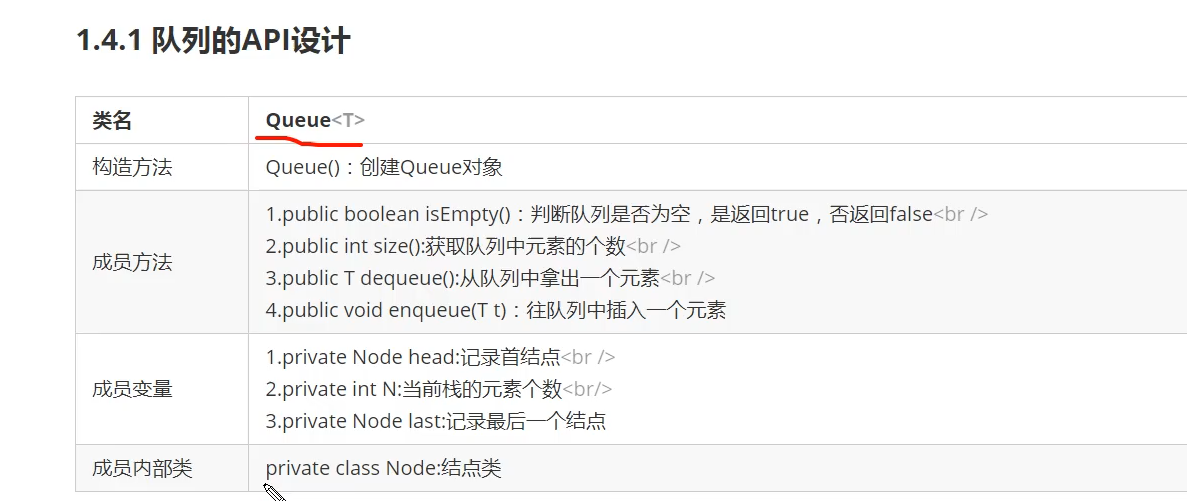 1.4.1 队列的API设计
类名 Queue<T>
构造方法 Queue()：创建Queue对象
成员方法
1.public boolean isEmpty()：判断队列是否为空，是返回true，否返回false<br />
2.public int size():获取队列中元素的个数<br />
3.public T dequeue():从队列中拿出一个元素<br />
4.public void enqueue(T t)：往队列中插入一个元素
成员变量
1.private Node head:记录首结点<br />
2.private int N:当前栈的元素个数<br/>
3.private Node last:记录最后一个结点
成员内部类 private class Node:结点类